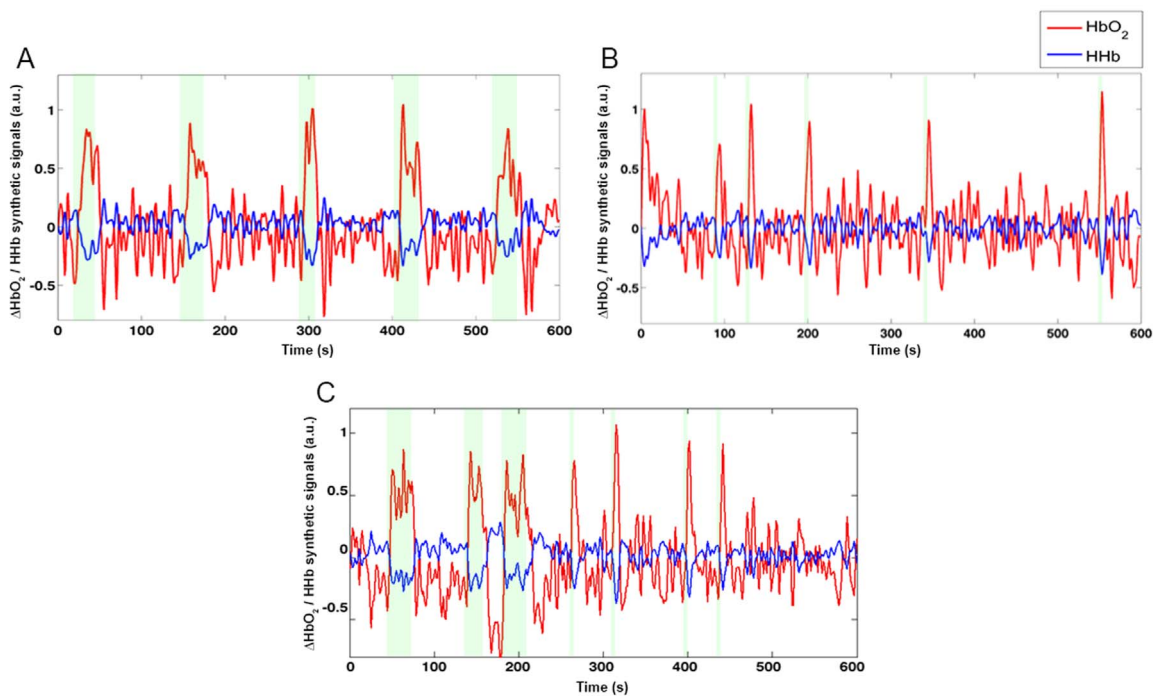 HbO₂
HHb
A
ΔHbO₂ / HHb synthetic signals (a.u.)
1
0.5
0
-0.5
0 100 200 300 400 500 600
Time (s)
B
ΔHbO₂ / HHb synthetic signals (a.u.)
1
0.5
0
-0.5
0 100 200 300 400 500 600
Time (s)
C
ΔHbO₂ / HHb synthetic signals (a.u.)
1
0.5
0
-0.5
0 100 200 300 400 500 600
Time (s)